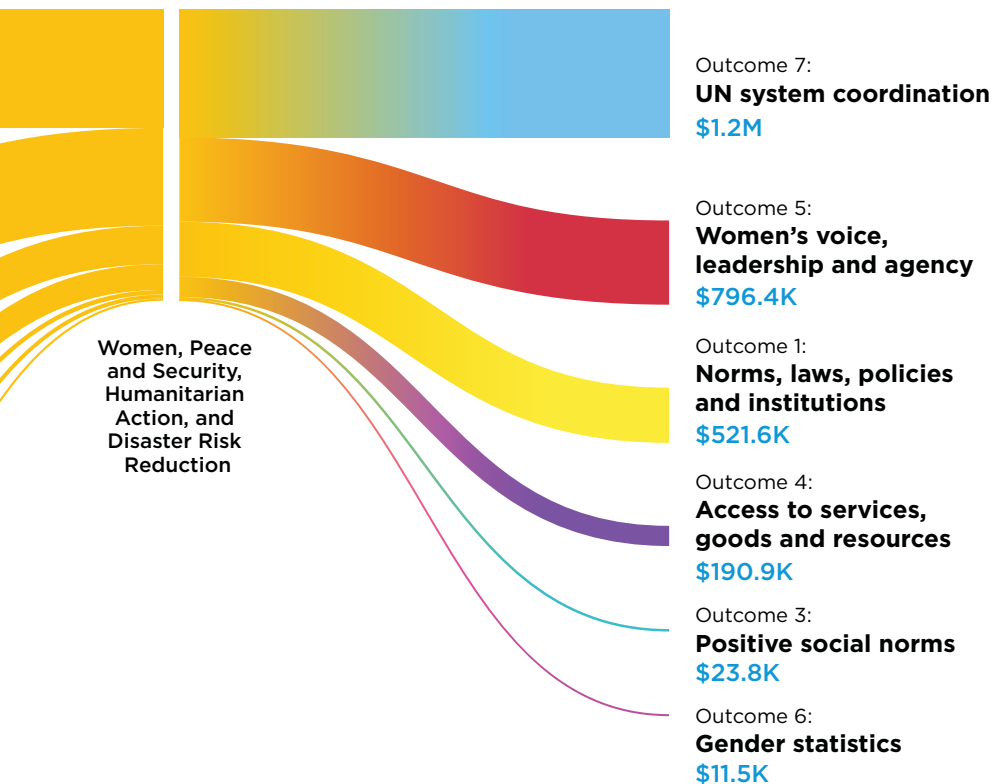 Outcome 7:
UN system coordination
$1.2M
Outcome 5:
Women’s voice,
leadership and agency
$796.4K
Outcome 1:
Norms, laws, policies
and institutions
$521.6K
Women, Peace
and Security,
Humanitarian
Action, and
Disaster Risk
Reduction
Outcome 4:
Access to services,
goods and resources
$190.9K
Outcome 3:
Positive social norms
$23.8K
Outcome 6:
Gender statistics
$11.5K